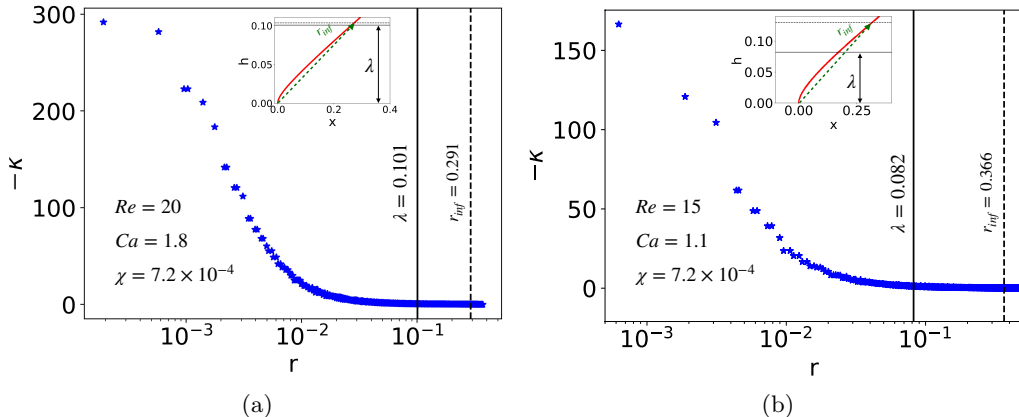 −300
200
100
0
−κ
10⁻³
10⁻²
10⁻¹
r
Re = 20
Ca = 1.8
χ = 7.2 × 10⁻⁴
λ = 0.101
r_inf = 0.291
0.10
0.05
0.00
h
0.0
0.2
0.4
x
r_inf
λ
(a)
150
100
50
0
−κ
10⁻³
10⁻²
10⁻¹
r
Re = 15
Ca = 1.1
χ = 7.2 × 10⁻⁴
λ = 0.082
r_inf = 0.366
0.10
0.05
0.00
h
0.00
0.25
x
r_inf
λ
(b)